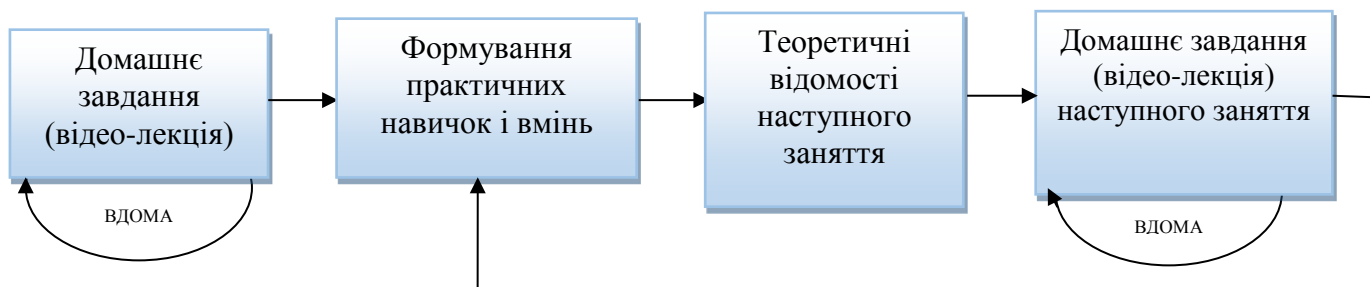 Домашнє
завдання
(відео-лекція)
ВДОМА
Формування
практичних
навичок і вмінь
Теоретичні
відомості
наступного
заняття
Домашнє завдання
(відео-лекція)
наступного заняття
ВДОМА